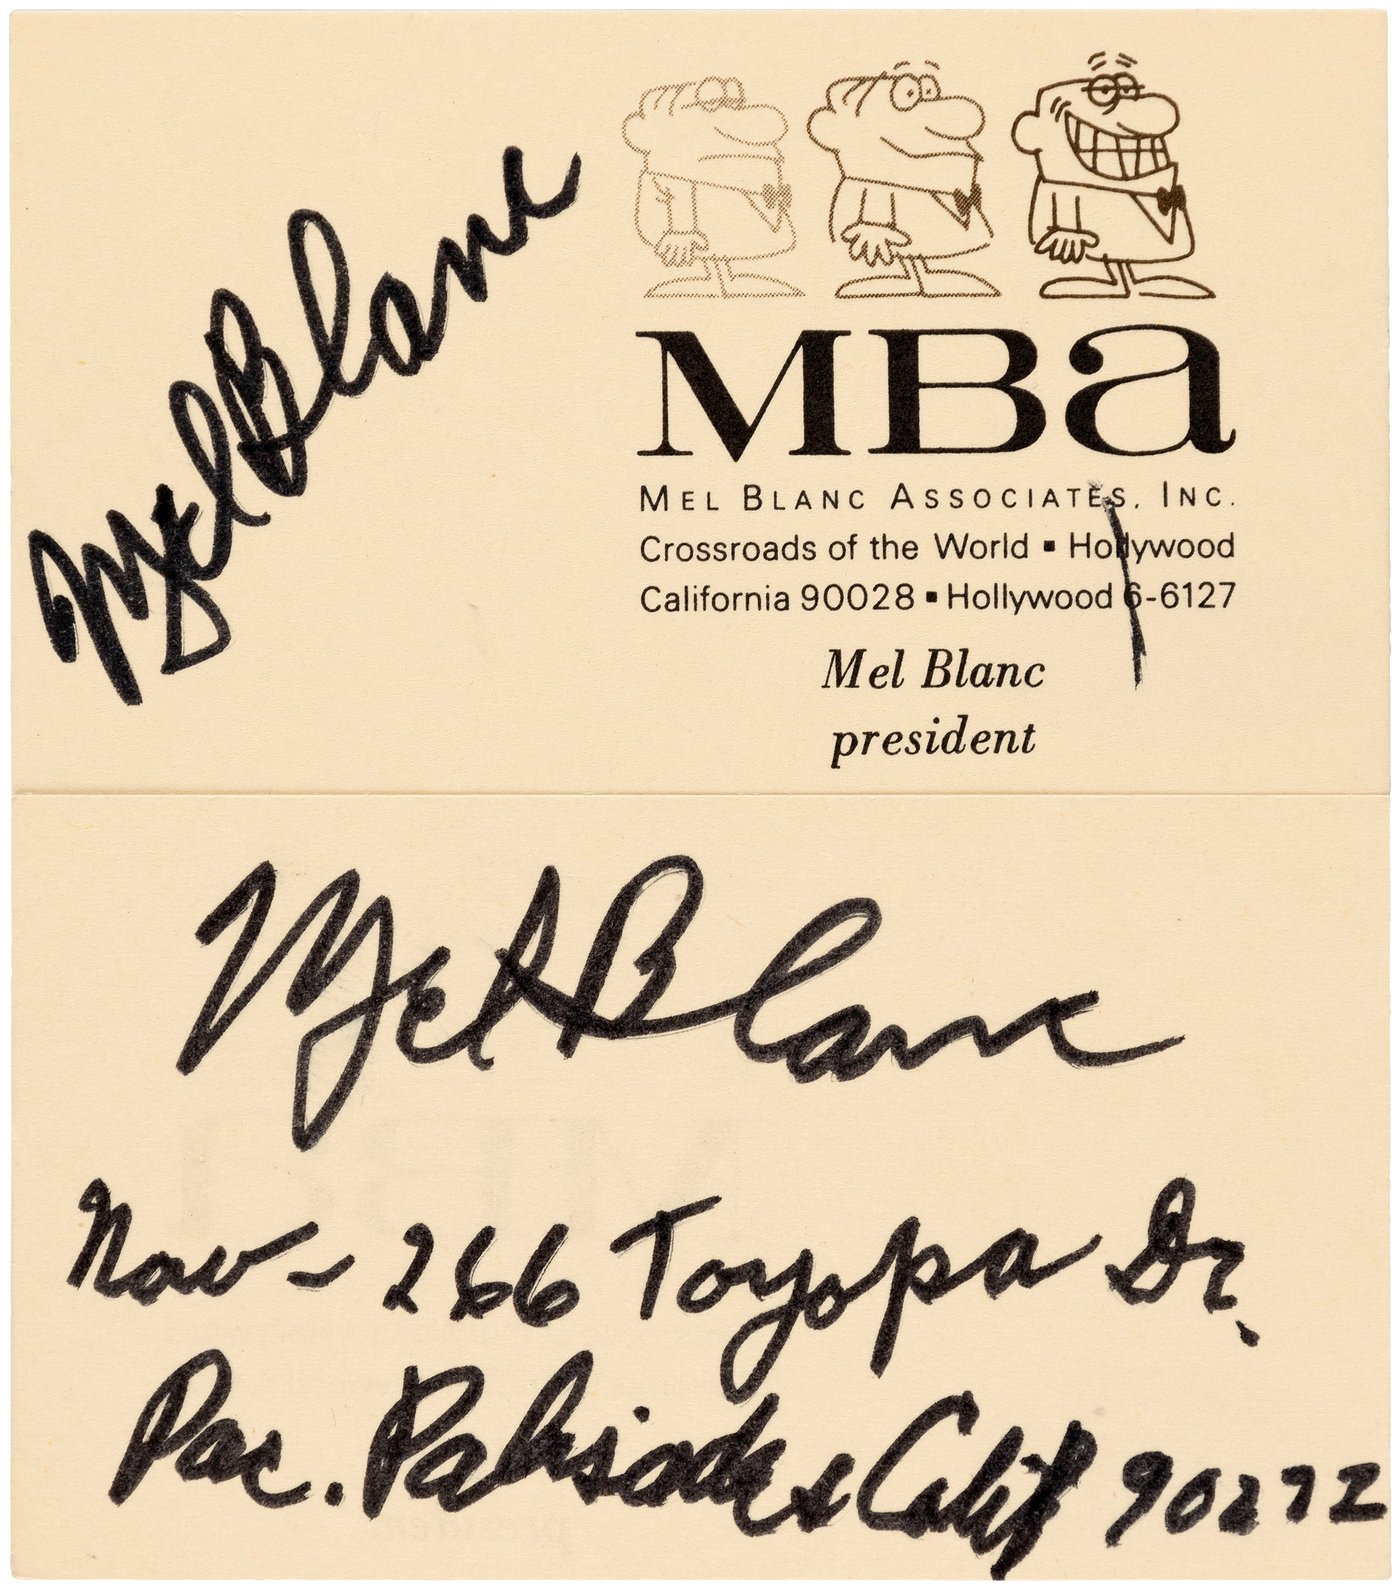 Mel Blanc
MBa
MEL BLANC ASSOCIATES, INC.
Crossroads of the World ▪ Hollywood
California 90028 ▪ Hollywood 6-6127
Mel Blanc
president
Mel Blanc
Now - 266 Toyopa Dr.
Pac. Palisades Calif 90272